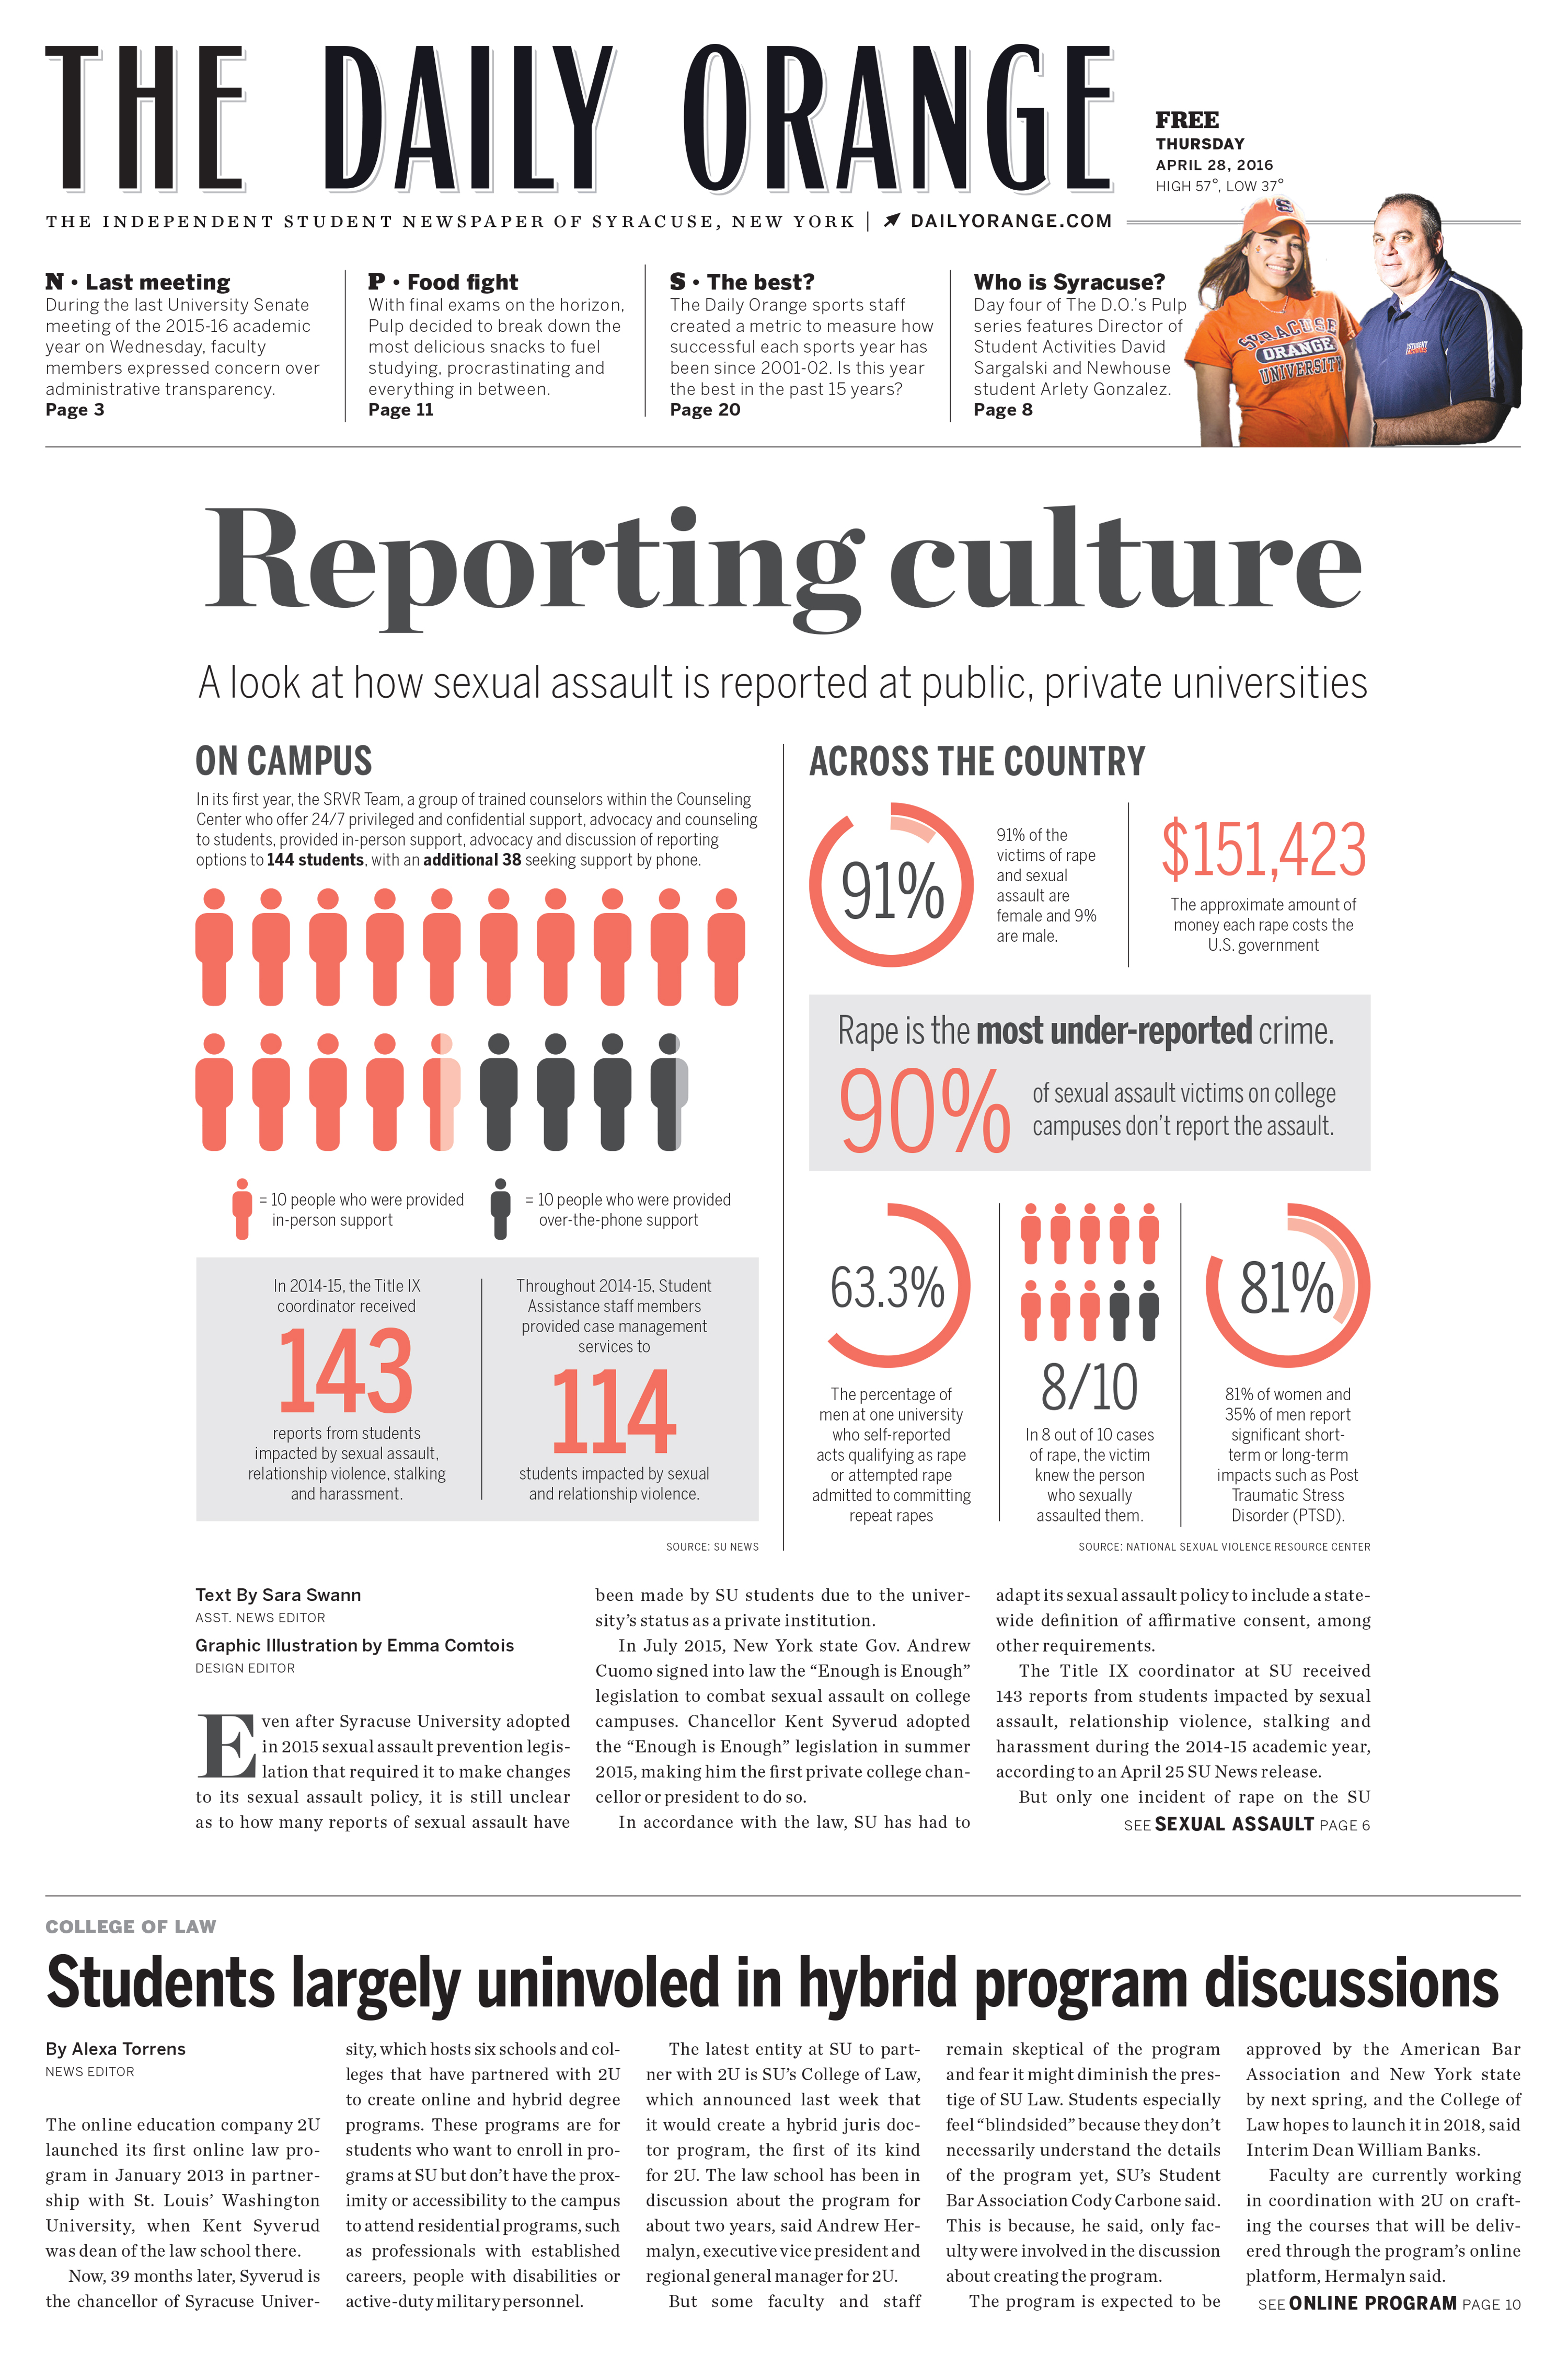 THE DAILY ORANGE
FREE
THURSDAY
APRIL 28, 2016
HIGH 57°, LOW 37°
THE INDEPENDENT STUDENT NEWSPAPER OF SYRACUSE, NEW YORK | DAILYORANGE.COM
N • Last meeting
During the last University Senate
meeting of the 2015-16 academic
year on Wednesday, faculty
members expressed concern over
administrative transparency.
Page 3
P • Food fight
With final exams on the horizon,
Pulp decided to break down the
most delicious snacks to fuel
studying, procrastinating and
everything in between.
Page 11
S • The best?
The Daily Orange sports staff
created a metric to measure how
successful each sports year has
been since 2001-02. Is this year
the best in the past 15 years?
Page 20
Who is Syracuse?
Day four of The D.O.'s Pulp
series features Director of
Student Activities David
Sargalski and Newhouse
student Arlety Gonzalez.
Page 8
S
SYRACUSE
ORANGE
UNIVERSITY
STUDENT
Reporting culture
A look at how sexual assault is reported at public, private universities
ON CAMPUS
In its first year, the SRVR Team, a group of trained counselors within the Counseling
Center who offer 24/7 privileged and confidential support, advocacy and counseling
to students, provided in-person support, advocacy and discussion of reporting
options to 144 students, with an additional 38 seeking support by phone.
= 10 people who were provided
in-person support
= 10 people who were provided
over-the-phone support
In 2014-15, the Title IX
coordinator received
143
reports from students
impacted by sexual assault,
relationship violence, stalking
and harassment.
Throughout 2014-15, Student
Assistance staff members
provided case management
services to
114
students impacted by sexual
and relationship violence.
SOURCE: SU NEWS
ACROSS THE COUNTRY
91%
91% of the
victims of rape
and sexual
assault are
female and 9%
are male.
$151,423
The approximate amount of
money each rape costs the
U.S. government
Rape is the most under-reported crime.
90%
of sexual assault victims on college
campuses don't report the assault.
63.3%
The percentage of
men at one university
who self-reported
acts qualifying as rape
or attempted rape
admitted to committing
repeat rapes
8/10
In 8 out of 10 cases
of rape, the victim
knew the person
who sexually
assaulted them.
81%
81% of women and
35% of men report
significant short-
term or long-term
impacts such as Post
Traumatic Stress
Disorder (PTSD).
SOURCE: NATIONAL SEXUAL VIOLENCE RESOURCE CENTER
Text By Sara Swann
ASST. NEWS EDITOR
Graphic Illustration by Emma Comtois
DESIGN EDITOR
Even after Syracuse University adopted
in 2015 sexual assault prevention legis-
lation that required it to make changes
to its sexual assault policy, it is still unclear
as to how many reports of sexual assault have
been made by SU students due to the univer-
sity's status as a private institution.
In July 2015, New York state Gov. Andrew
Cuomo signed into law the “Enough is Enough”
legislation to combat sexual assault on college
campuses. Chancellor Kent Syverud adopted
the “Enough is Enough” legislation in summer
2015, making him the first private college chan-
cellor or president to do so.
In accordance with the law, SU has had to
adapt its sexual assault policy to include a state-
wide definition of affirmative consent, among
other requirements.
The Title IX coordinator at SU received
143 reports from students impacted by sexual
assault, relationship violence, stalking and
harassment during the 2014-15 academic year,
according to an April 25 SU News release.
But only one incident of rape on the SU
SEE SEXUAL ASSAULT PAGE 6
COLLEGE OF LAW
Students largely uninvoled in hybrid program discussions
By Alexa Torrens
NEWS EDITOR
The online education company 2U
launched its first online law pro-
gram in January 2013 in partner-
ship with St. Louis' Washington
University, when Kent Syverud
was dean of the law school there.
Now, 39 months later, Syverud is
the chancellor of Syracuse Univer-
sity, which hosts six schools and col-
leges that have partnered with 2U
to create online and hybrid degree
programs. These programs are for
students who want to enroll in pro-
grams at SU but don't have the prox-
imity or accessibility to the campus
to attend residential programs, such
as professionals with established
careers, people with disabilities or
active-duty military personnel.
The latest entity at SU to part-
ner with 2U is SU's College of Law,
which announced last week that
it would create a hybrid juris doc-
tor program, the first of its kind
for 2U. The law school has been in
discussion about the program for
about two years, said Andrew Her-
malyn, executive vice president and
regional general manager for 2U.
But some faculty and staff
remain skeptical of the program
and fear it might diminish the pres-
tige of SU Law. Students especially
feel “blindsided” because they don't
necessarily understand the details
of the program yet, SU's Student
Bar Association Cody Carbone said.
This is because, he said, only fac-
ulty were involved in the discussion
about creating the program.
The program is expected to be
approved by the American Bar
Association and New York state
by next spring, and the College of
Law hopes to launch it in 2018, said
Interim Dean William Banks.
Faculty are currently working
in coordination with 2U on craft-
ing the courses that will be deliv-
ered through the program's online
platform, Hermalyn said.
SEE ONLINE PROGRAM PAGE 10